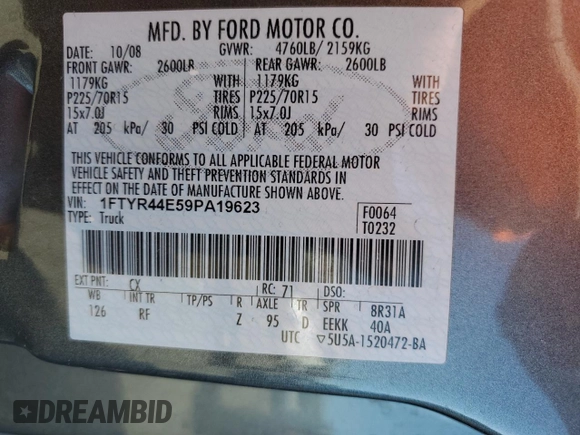 MFD. BY FORD MOTOR CO.
DATE: 10/08 GVWR: 4760LB/ 2159KG
FRONT GAWR: 2600LB REAR GAWR: 2600LB
1179KG WITH 1179KG WITH
P225/70R15 TIRES P225/70R15 TIRES
15x7.0J RIMS 15x7.0J RIMS
AT 205 kPa/ 30 PSI COLD AT 205 kPa/ 30 PSI COLD
Ford
THIS VEHICLE CONFORMS TO ALL APPLICABLE FEDERAL MOTOR
VEHICLE SAFETY AND THEFT PREVENTION STANDARDS IN
EFFECT ON THE DATE OF MANUFACTURE SHOWN ABOVE.
VIN: 1FTYR44E59PA19623 F0064
TYPE: Truck T0232
EXT PNT: CX RC: 71 DSO:
WB INT TR TP/PS R AXLE TR SPR 8R31A
126 RF Z 95 D EEKK 40A
UTC ▽5U5A-1520472-BA
DREAMBID